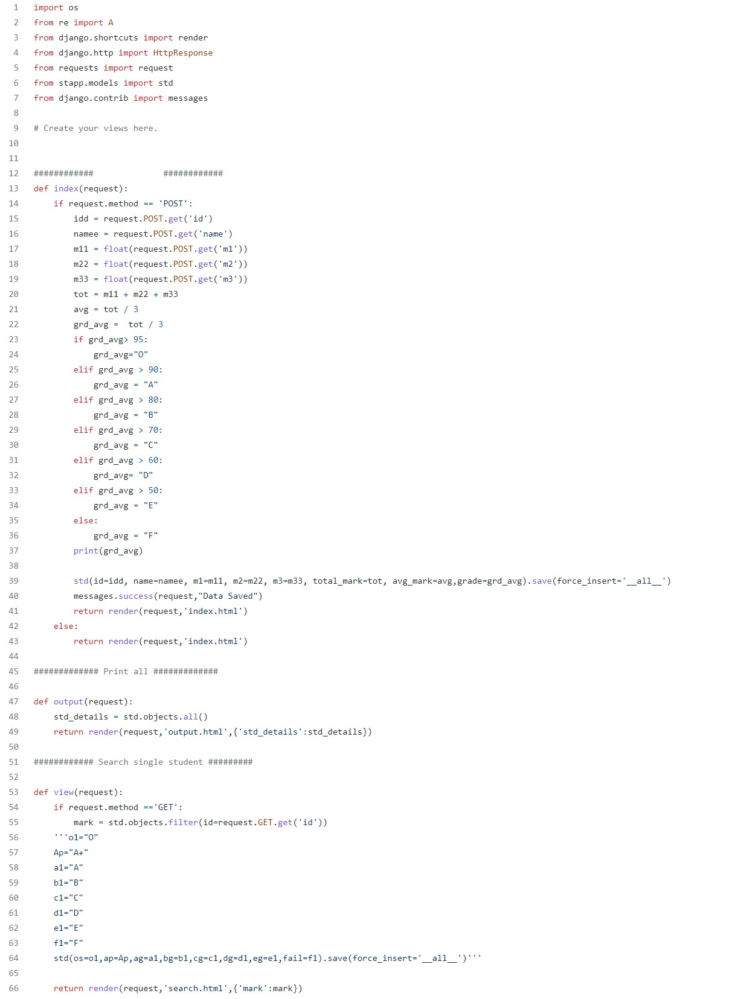 1 import os
2 from re import A
3 from django.shortcuts import render
4 from django.http import HttpResponse
5 from requests import request
6 from stapp.models import std
7 from django.contrib import messages
8
9 # Create your views here.
10
11
12 ############              ############
13 def index(request):
14     if request.method == 'POST':
15         idd = request.POST.get('id')
16         namee = request.POST.get('name')
17         m11 = float(request.POST.get('m1'))
18         m22 = float(request.POST.get('m2'))
19         m33 = float(request.POST.get('m3'))
20         tot = m11 + m22 + m33
21         avg = tot / 3
22         grd_avg =  tot / 3
23         if grd_avg> 95:
24             grd_avg="O"
25         elif grd_avg > 90:
26             grd_avg = "A"
27         elif grd_avg > 80:
28             grd_avg = "B"
29         elif grd_avg > 70:
30             grd_avg = "C"
31         elif grd_avg > 60:
32             grd_avg= "D"
33         elif grd_avg > 50:
34             grd_avg = "E"
35         else:
36             grd_avg = "F"
37         print(grd_avg)
38
39         std(id=idd, name=namee, m1=m11, m2=m22, m3=m33, total_mark=tot, avg_mark=avg,grade=grd_avg).save(force_insert='__all__')
40         messages.success(request,"Data Saved")
41         return render(request,'index.html')
42     else:
43         return render(request,'index.html')
44
45 ############# Print all #############
46
47 def output(request):
48     std_details = std.objects.all()
49     return render(request,'output.html',{'std_details':std_details})
50
51 ############ Search single student #########
52
53 def view(request):
54     if request.method =='GET':
55         mark = std.objects.filter(id=request.GET.get('id'))
56     '''o1="O"
57     Ap="A+"
58     a1="A"
59     b1="B"
60     c1="C"
61     d1="D"
62     e1="E"
63     f1="F"
64     std(os=o1,ap=Ap,ag=a1,bg=b1,cg=c1,dg=d1,eg=e1,fail=f1).save(force_insert='__all__')'''
65
66     return render(request,'search.html',{'mark':mark})